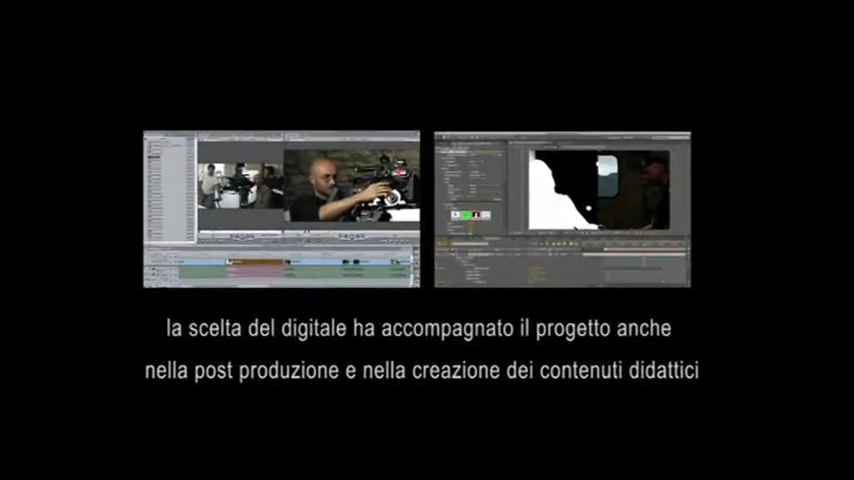 la scelta del digitale ha accompagnato il progetto anche
nella post produzione e nella creazione dei contenuti didattici